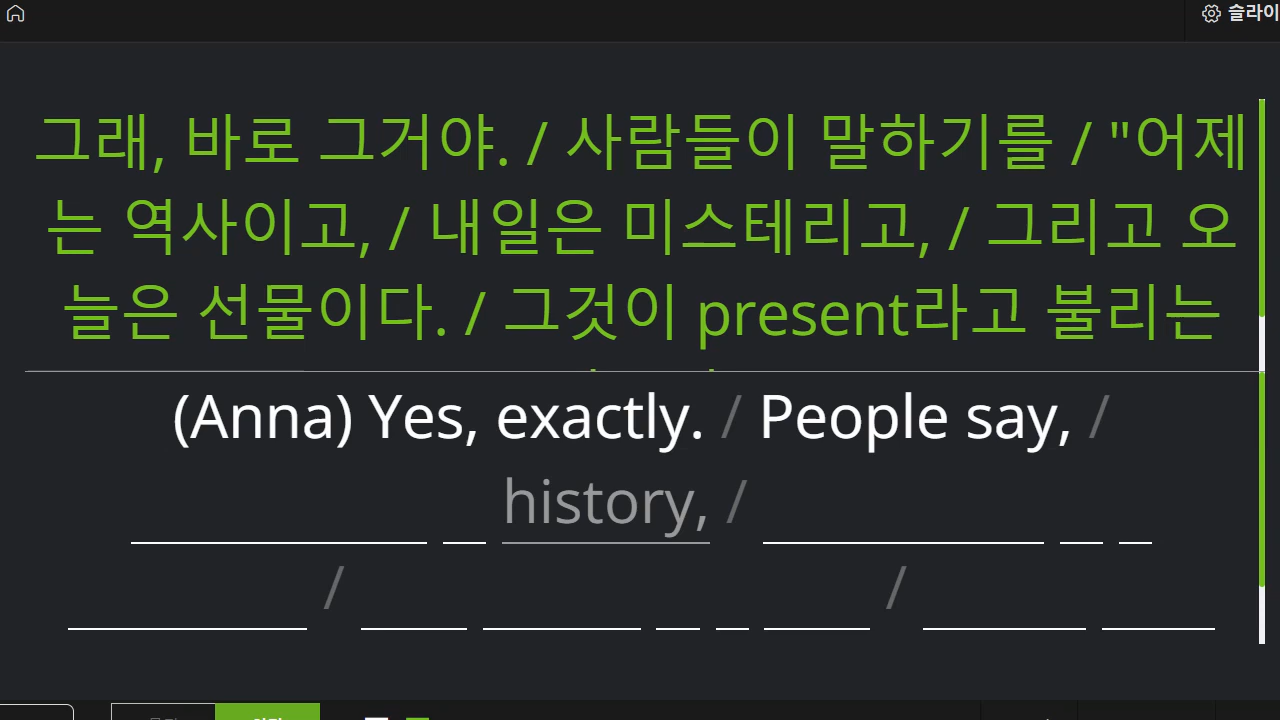 슬라이
그래, 바로 그거야. / 사람들이 말하기를 / "어제
는 역사이고, / 내일은 미스테리고, / 그리고 오
늘은 선물이다. / 그것이 present라고 불리는
(Anna) Yes, exactly. / People say, /
history, /
/ /